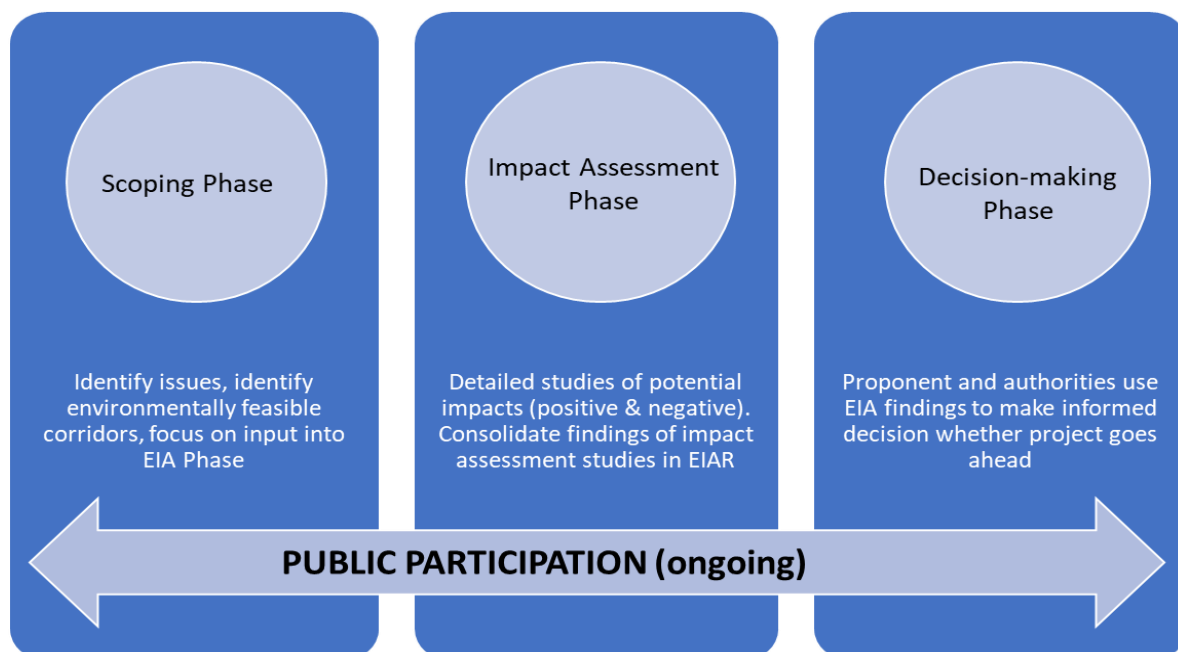 Scoping Phase
Identify issues, identify
environmentally feasible
corridors, focus on input into
EIA Phase
Impact Assessment
Phase
Detailed studies of potential
impacts (positive & negative).
Consolidate findings of impact
assessment studies in EIAR
Decision-making
Phase
Proponent and authorities use
EIA findings to make informed
decision whether project goes
ahead
PUBLIC PARTICIPATION (ongoing)